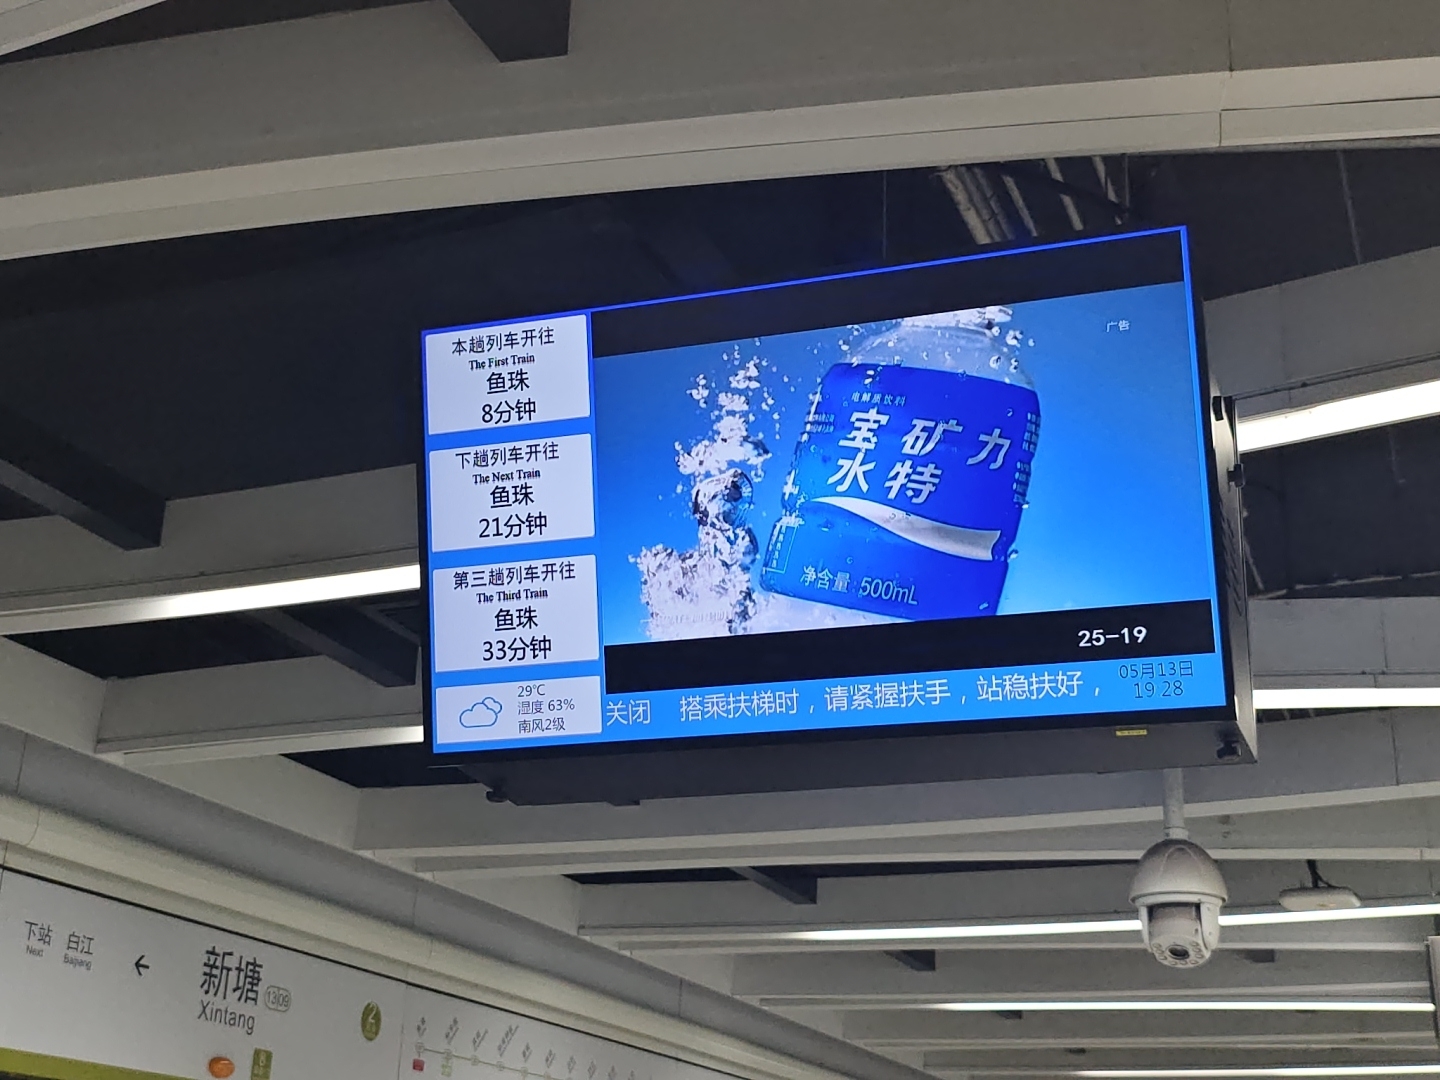 本趟列车开往
The First Train
鱼珠
8分钟
下趟列车开往
The Next Train
鱼珠
21分钟
第三趟列车开往
The Third Train
鱼珠
33分钟
29℃
湿度 63%
南风2级
广告
电解质饮料
宝矿力
水特
净含量 500mL
25-19
关闭 搭乘扶梯时，请紧握扶手，站稳扶好，
05月13日
19:28
下站 白江
Next Baijiang
新塘
1309
Xintang
2
8